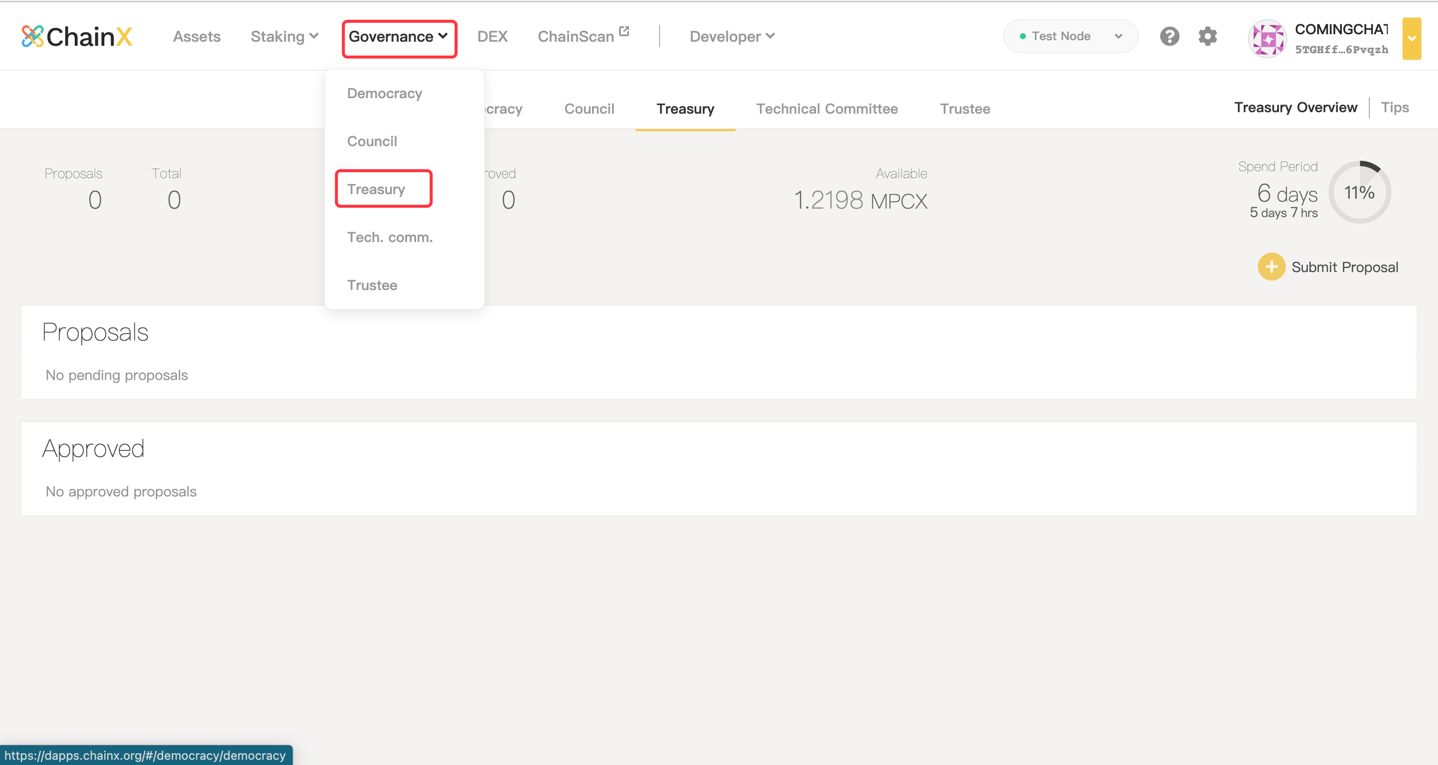 ChainX
Assets
Staking
Governance
DEX
ChainScan
Developer
Test Node
COMINGCHAT
5TGHff…6Pvqzh
Democracy
Council
Treasury
Tech. comm.
Trustee
ocracy
Council
Treasury
Technical Committee
Trustee
Treasury Overview
Tips
Proposals
0
Total
0
roved
0
Available
1.2198 MPCX
Spend Period
6 days
5 days 7 hrs
11%
Submit Proposal
Proposals
No pending proposals
Approved
No approved proposals
https://dapps.chainx.org/#/democracy/democracy